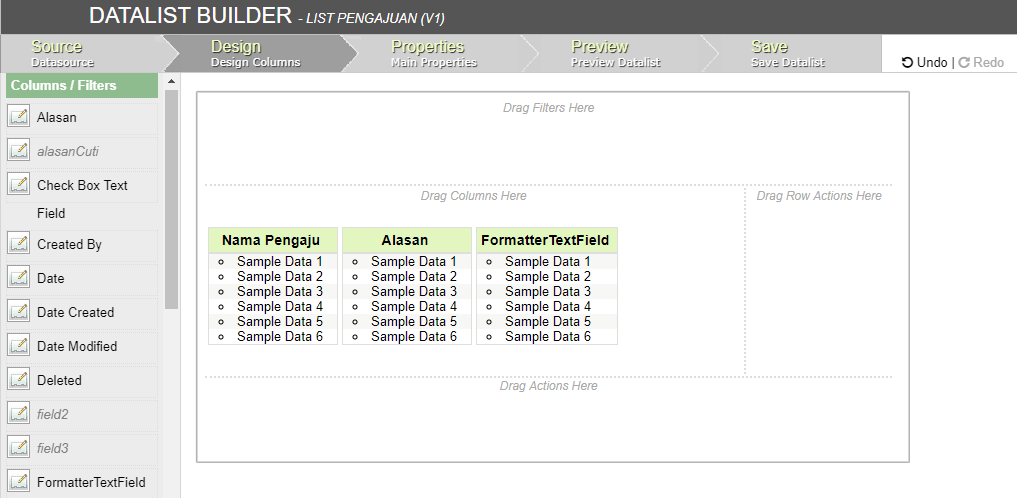 DATALIST BUILDER - LIST PENGAJUAN (V1)
Source
Datasource
Design
Design Columns
Properties
Main Properties
Preview
Preview Datalist
Save
Save Datalist
Undo | Redo
Columns / Filters
Alasan
alasanCuti
Check Box Text
Field
Created By
Date
Date Created
Date Modified
Deleted
field2
field3
FormatterTextField
Drag Filters Here
Drag Columns Here
Drag Row Actions Here
Nama Pengaju Alasan FormatterTextField
Sample Data 1 Sample Data 1 Sample Data 1
Sample Data 2 Sample Data 2 Sample Data 2
Sample Data 3 Sample Data 3 Sample Data 3
Sample Data 4 Sample Data 4 Sample Data 4
Sample Data 5 Sample Data 5 Sample Data 5
Sample Data 6 Sample Data 6 Sample Data 6
Drag Actions Here